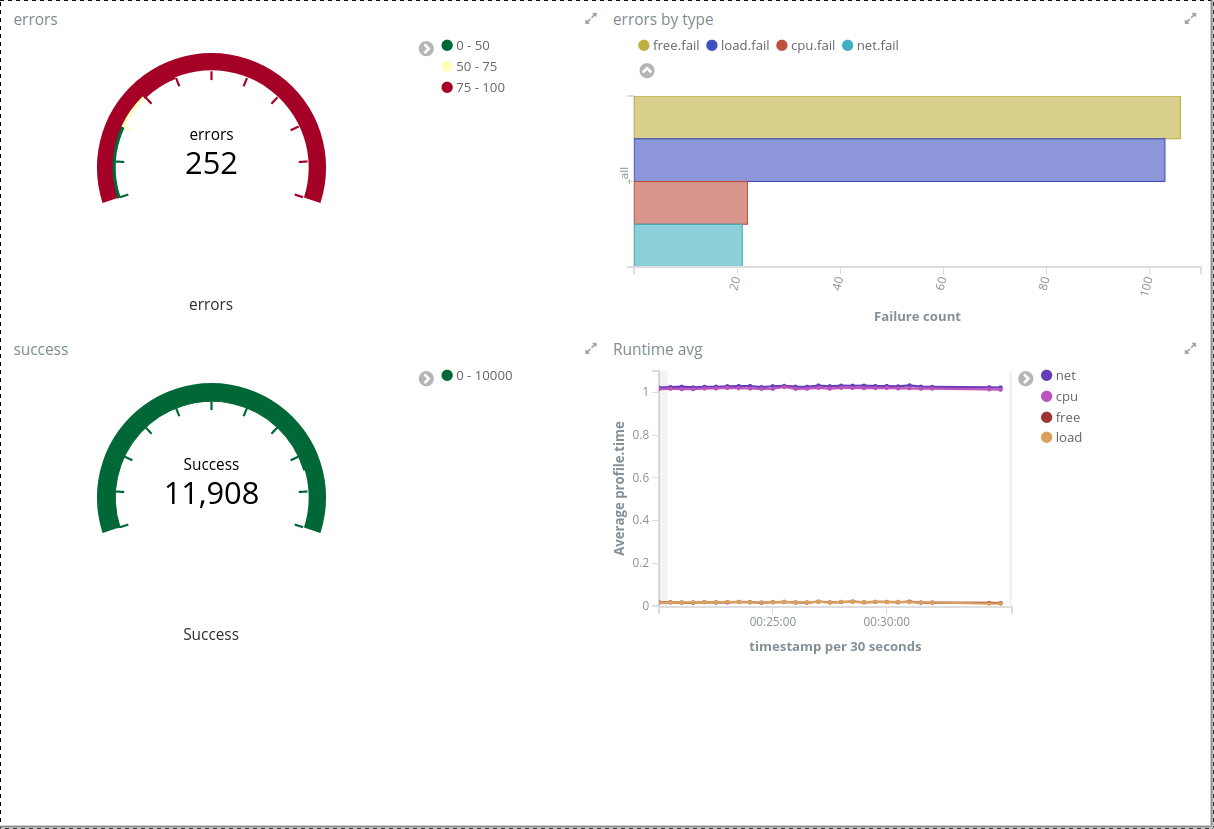 errors
0 - 50
50 - 75
75 - 100
errors
252
errors
errors by type
free.fail load.fail cpu.fail net.fail
_all
20 40 60 80 100
Failure count
success
0 - 10000
Success
11,908
Success
Runtime avg
net
cpu
free
load
Average profile.time
1
0.8
0.6
0.4
0.2
0
00:25:00 00:30:00
timestamp per 30 seconds